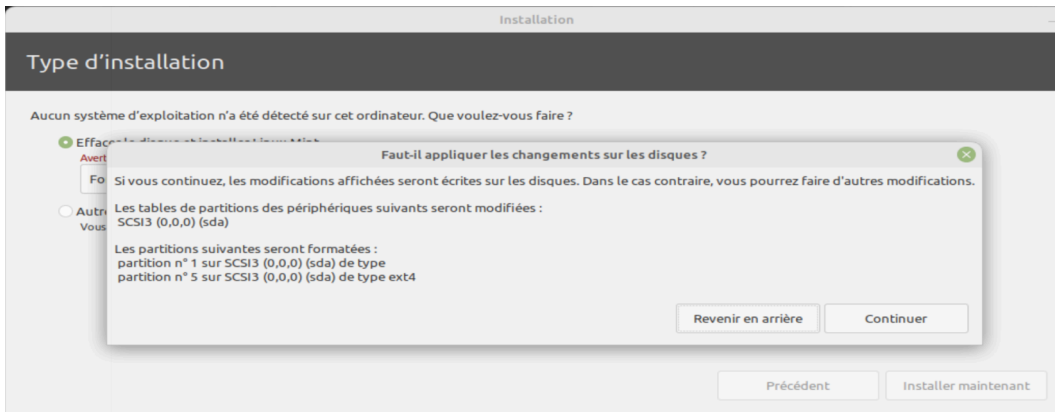 Installation
Type d'installation
Aucun système d'exploitation n'a été détecté sur cet ordinateur. Que voulez-vous faire ?
Avert
Fo
Autr
Vous
Faut-il appliquer les changements sur les disques ?
Si vous continuez, les modifications affichées seront écrites sur les disques. Dans le cas contraire, vous pourrez faire d'autres modifications.
Les tables de partitions des périphériques suivants seront modifiées :
SCSI3 (0,0,0) (sda)
Les partitions suivantes seront formatées :
partition n° 1 sur SCSI3 (0,0,0) (sda) de type
partition n° 5 sur SCSI3 (0,0,0) (sda) de type ext4
Revenir en arrière
Continuer
Précédent
Installer maintenant